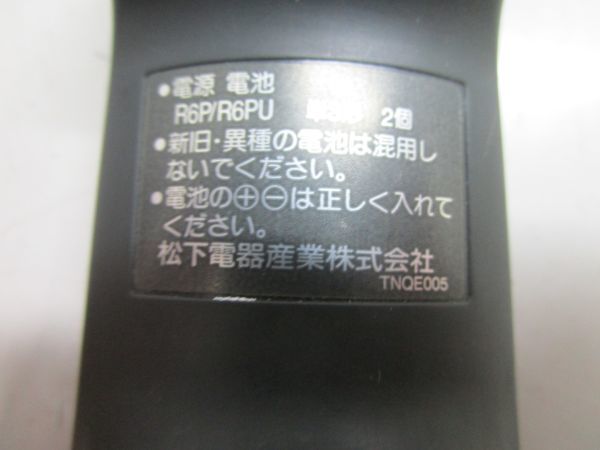 ●電源 電池
R6P/R6PU 2個
●新旧・異種の電池は混用し
ないでください。
●電池の⊕⊖は正しく入れて
ください。
松下電器産業株式会社
TNQE005